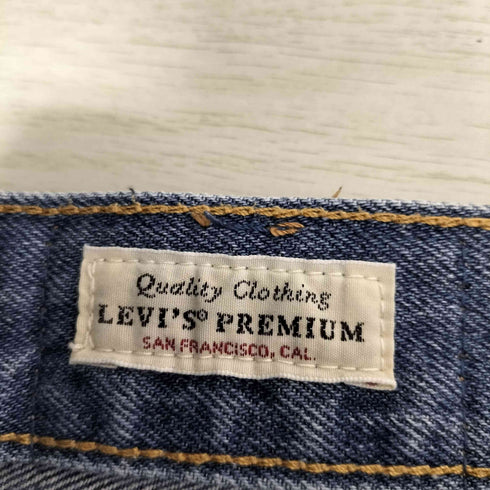 Quality Clothing
LEVI'S® PREMIUM
SAN FRANCISCO, CAL.